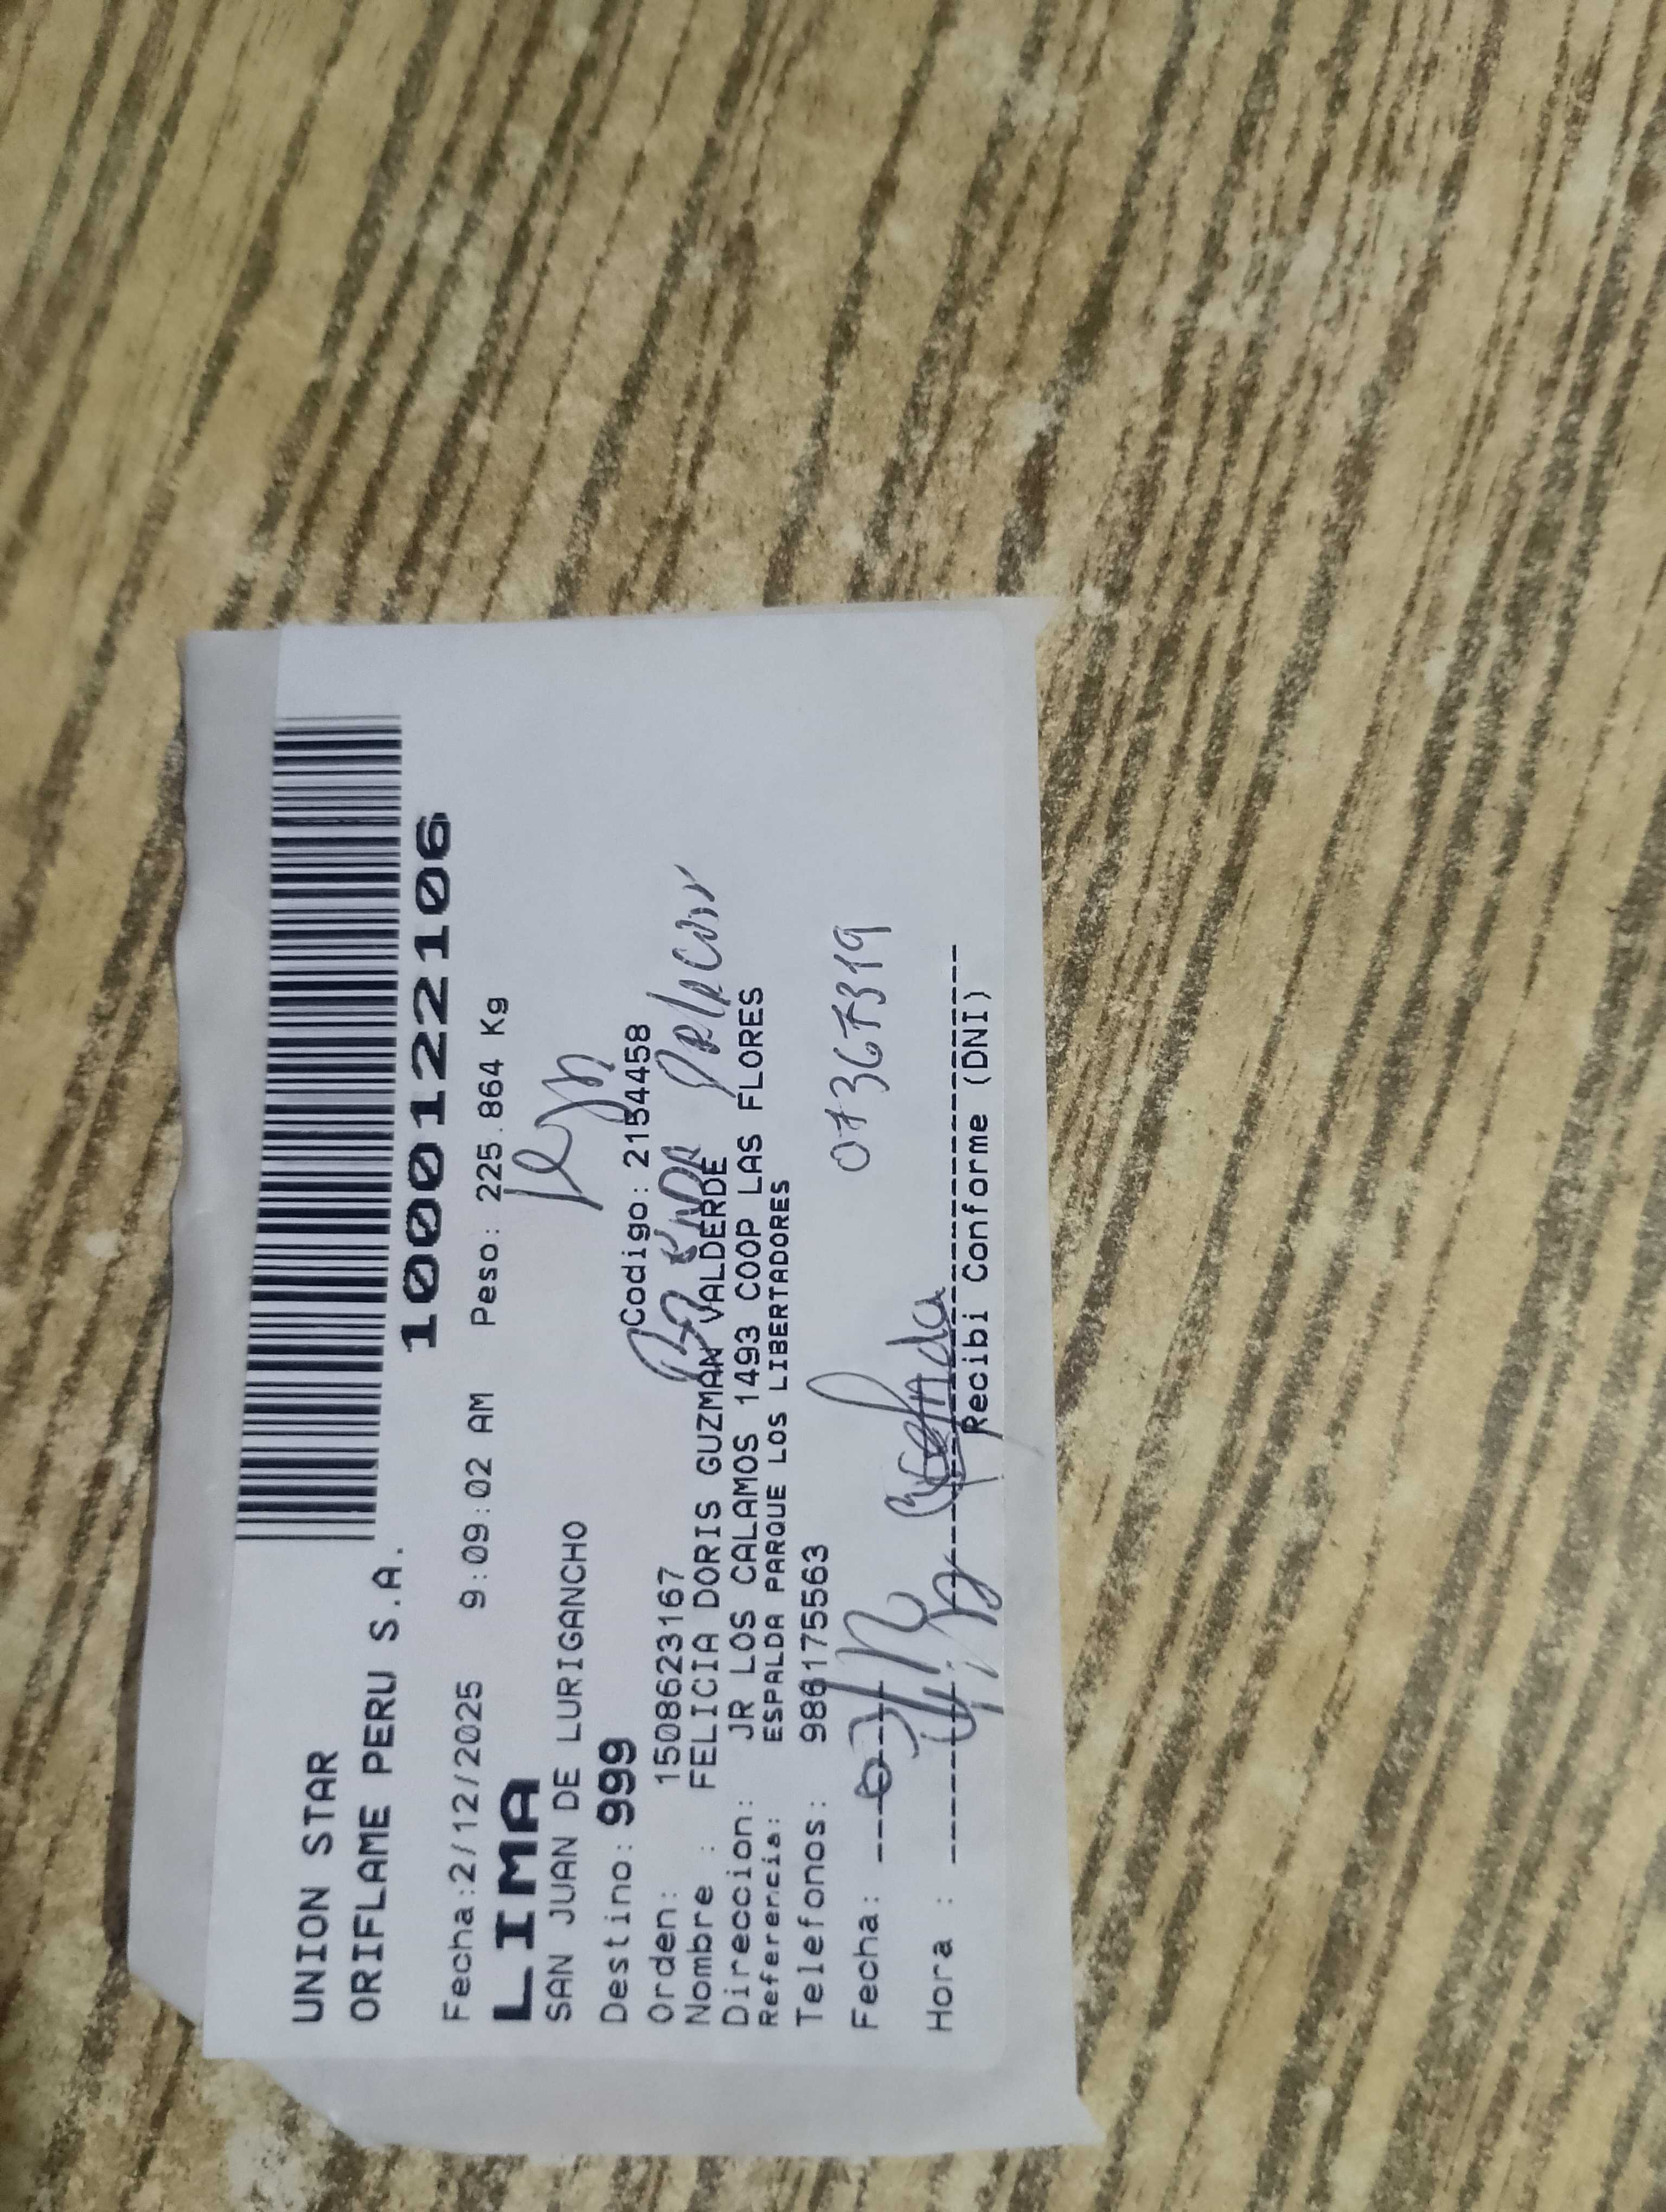 UNION STAR
ORIFLAME PERU S.A.
1000122106
Fecha:2/12/2025 9:09:02 AM Peso: 225.864 Kg
LIMA
SAN JUAN DE LURIGANCHO
Destino: 999
Codigo: 2154458
Orden: 1508623167
Nombre : FELICIA DORIS GUZMAN VALDERDE
Direccion: JR LOS CALAMOS 1493 COOP LAS FLORES
Referencia: ESPALDA PARQUE LOS LIBERTADORES
Telefonos: 986175563
07367319
Fecha:
Hora :
Recibi Conforme (DNI)